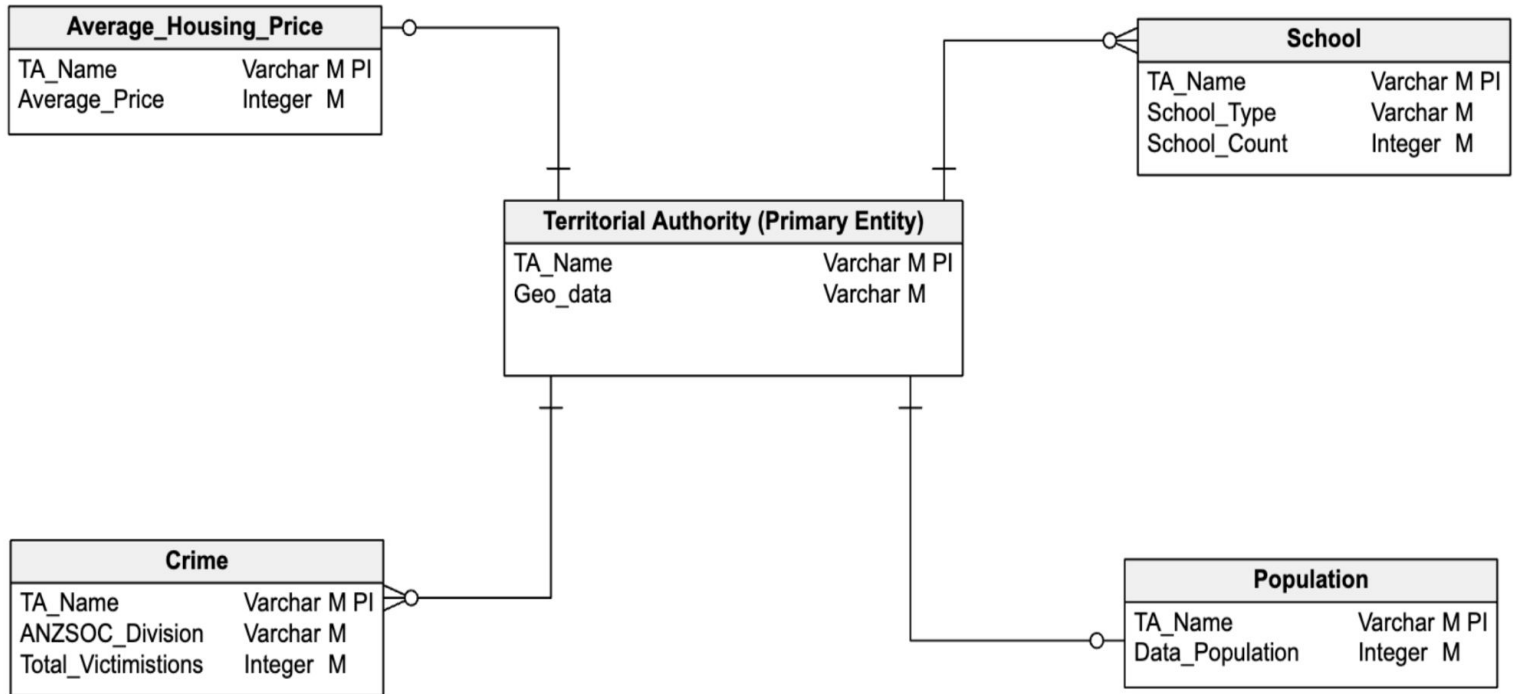 Average_Housing_Price
TA_Name Varchar M PI
Average_Price Integer M
School
TA_Name Varchar M PI
School_Type Varchar M
School_Count Integer M
Territorial Authority (Primary Entity)
TA_Name Varchar M PI
Geo_data Varchar M
Crime
TA_Name Varchar M PI
ANZSOC_Division Varchar M
Total_Victimistions Integer M
Population
TA_Name Varchar M PI
Data_Population Integer M